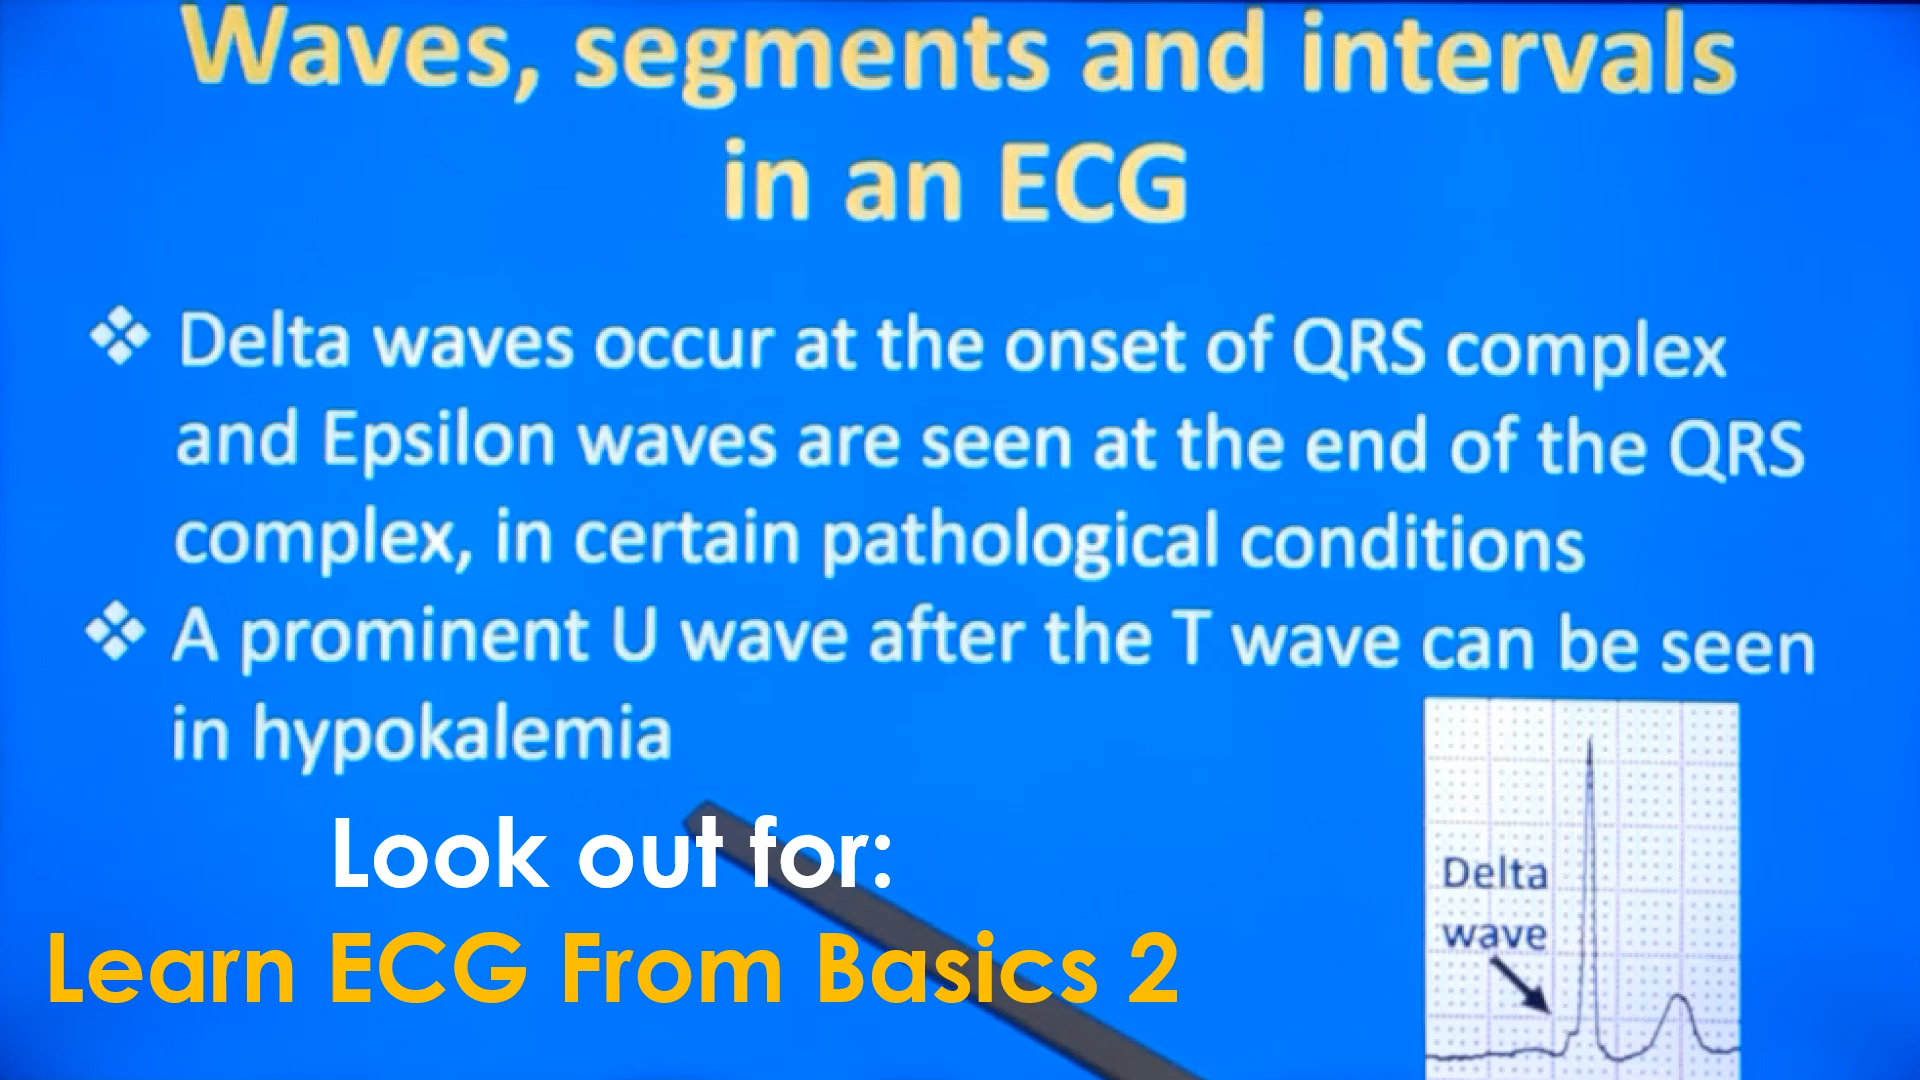 Waves, segments and intervals
in an ECG
❖ Delta waves occur at the onset of QRS complex
and Epsilon waves are seen at the end of the QRS
complex, in certain pathological conditions
❖ A prominent U wave after the T wave can be seen
in hypokalemia
Look out for:
Learn ECG From Basics 2
Delta
wave